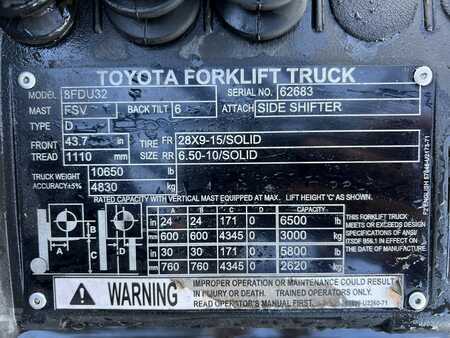 TOYOTA FORKLIFT TRUCK
MODEL 8FDU32 SERIAL NO. 62683
MAST FSV BACK TILT 6 ATTACH SIDE SHIFTER
TYPE D
FRONT 43.7 in TIRE FR 28X9-15/SOLID
TREAD 1110 mm SIZE RR 6.50-10/SOLID
TRUCK WEIGHT 10650 lb
ACCURACY±5% 4830 kg
RATED CAPACITY WITH VERTICAL MAST EXTENDED TO MAX. LIFT HEIGHT "C" AS SHOWN.
A B C D CAPACITY
in 24 24 171 0 6500 lb
mm 600 600 4345 0 3000 kg
in 30 30 171 0 5800 lb
mm 760 760 4345 0 2620 kg
A B C D
THIS FORKLIFT TRUCK
MEETS OR EXCEEDS DESIGN
SPECIFICATIONS OF ANSI/
ITSDF B56.1 IN EFFECT ON
THE DATE OF MANUFACTURE.
WARNING
IMPROPER OPERATION OR MAINTENANCE COULD RESULT
IN INJURY OR DEATH. TRAINED OPERATORS ONLY.
READ OPERATOR'S MANUAL.